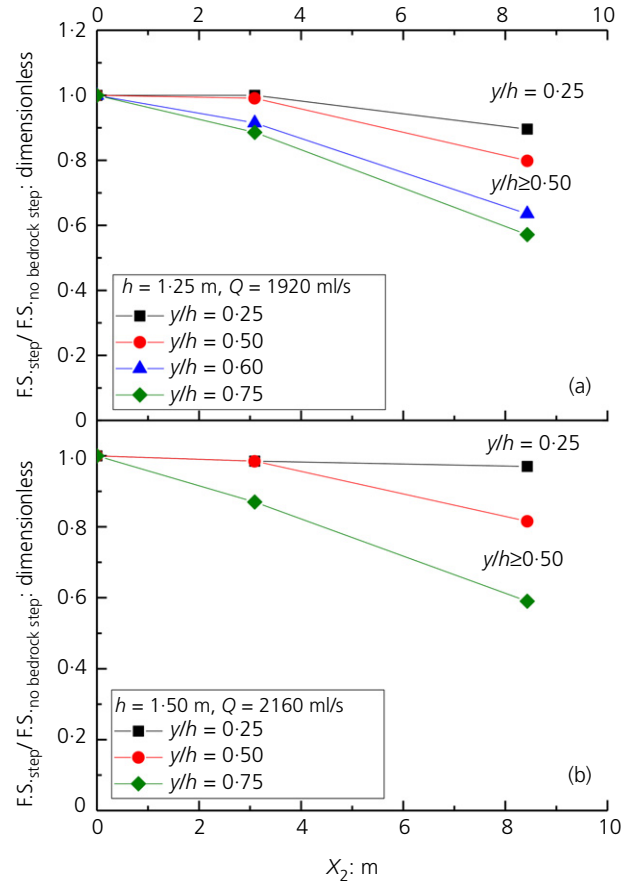 0 2 4 6 8 10
1·2
1·0
0·8
0·6
0·4
0·2
0
F.S.step/ F.S.no bedrock step: dimensionless
y/h = 0·25
y/h≥0·50
h = 1·25 m, Q = 1920 ml/s
y/h = 0·25
y/h = 0·50
y/h = 0·60
y/h = 0·75
(a)
1·0
0·8
0·6
0·4
0·2
0
F.S.step/ F.S.no bedrock step: dimensionless
y/h = 0·25
y/h≥0·50
h = 1·50 m, Q = 2160 ml/s
y/h = 0·25
y/h = 0·50
y/h = 0·75
(b)
0 2 4 6 8 10
X2: m